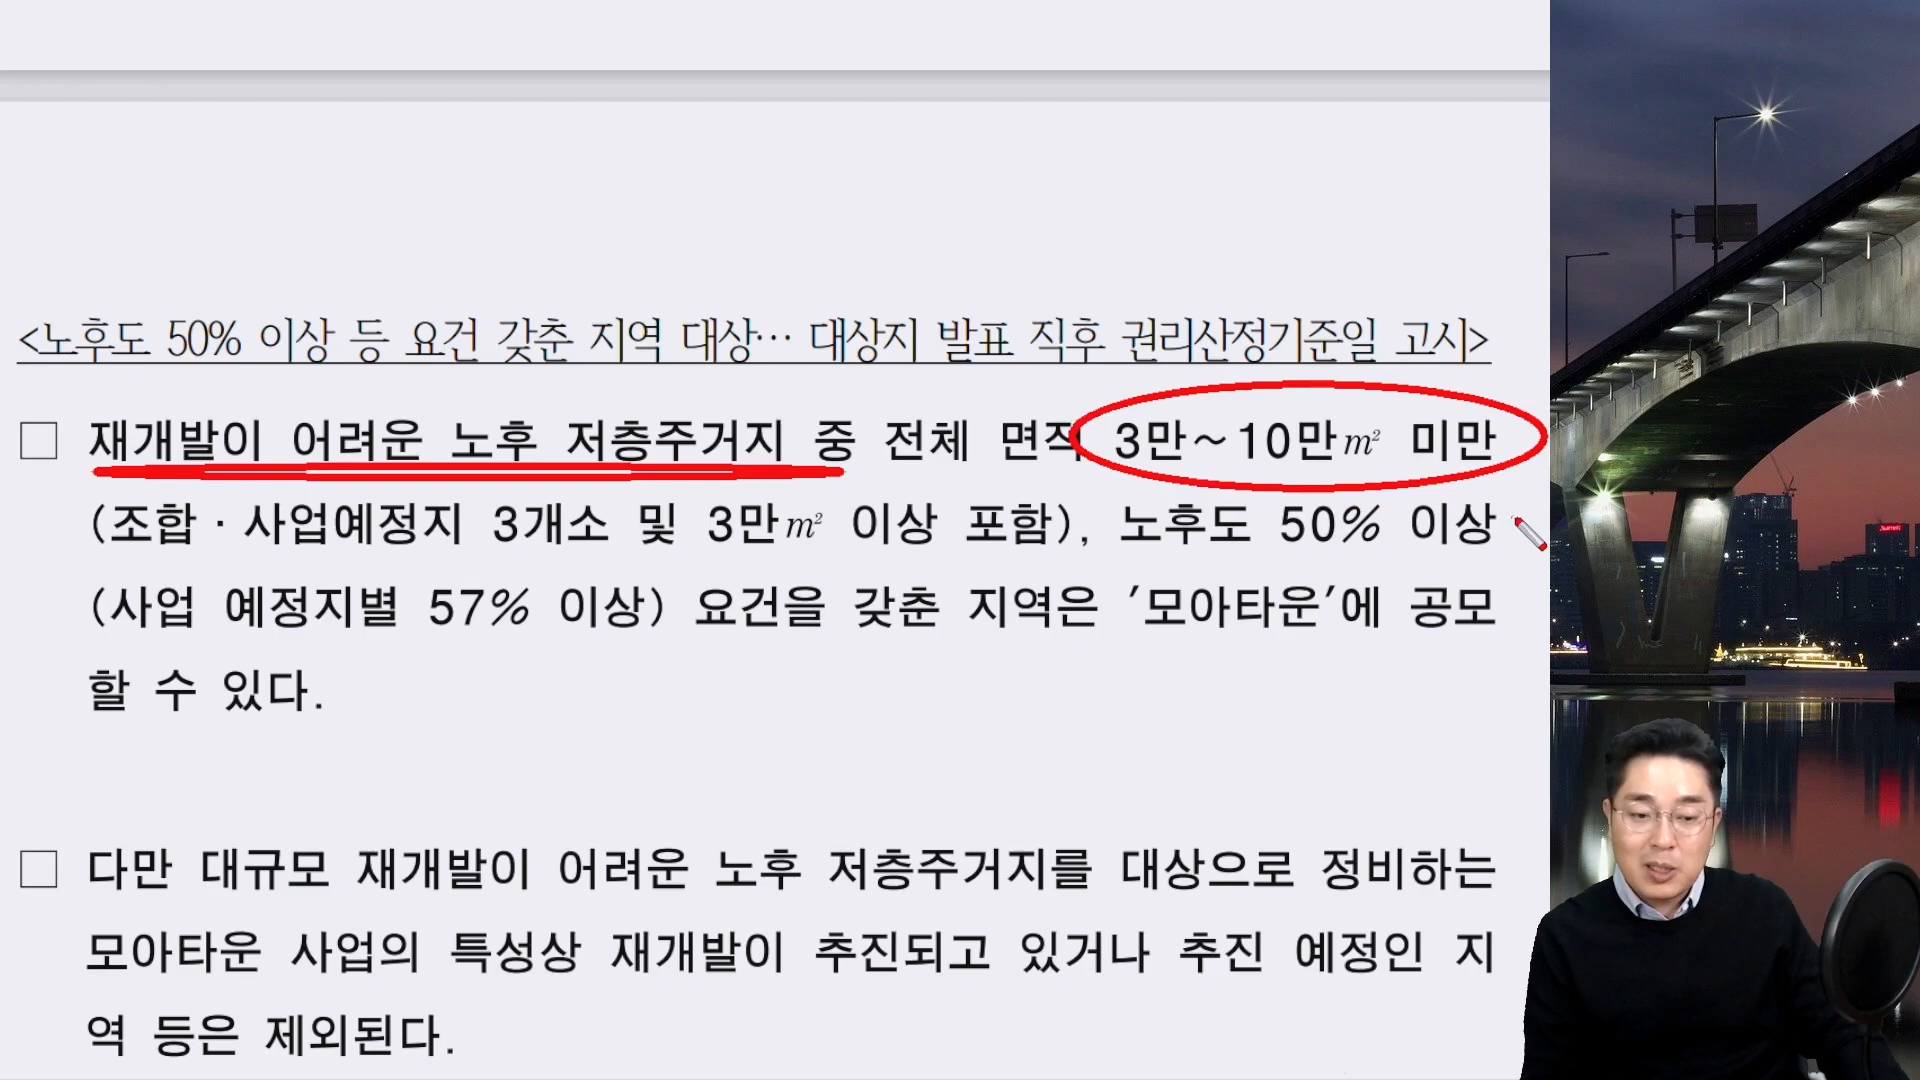 <노후도 50% 이상 등 요건 갖춘 지역 대상… 대상지 발표 직후 권리산정기준일 고시>
□ 재개발이 어려운 노후 저층주거지 중 전체 면적 3만~10만㎡ 미만
(조합·사업예정지 3개소 및 3만㎡ 이상 포함), 노후도 50% 이상
(사업 예정지별 57% 이상) 요건을 갖춘 지역은 '모아타운'에 공모
할 수 있다.
□ 다만 대규모 재개발이 어려운 노후 저층주거지를 대상으로 정비하는
모아타운 사업의 특성상 재개발이 추진되고 있거나 추진 예정인 지
역 등은 제외된다.